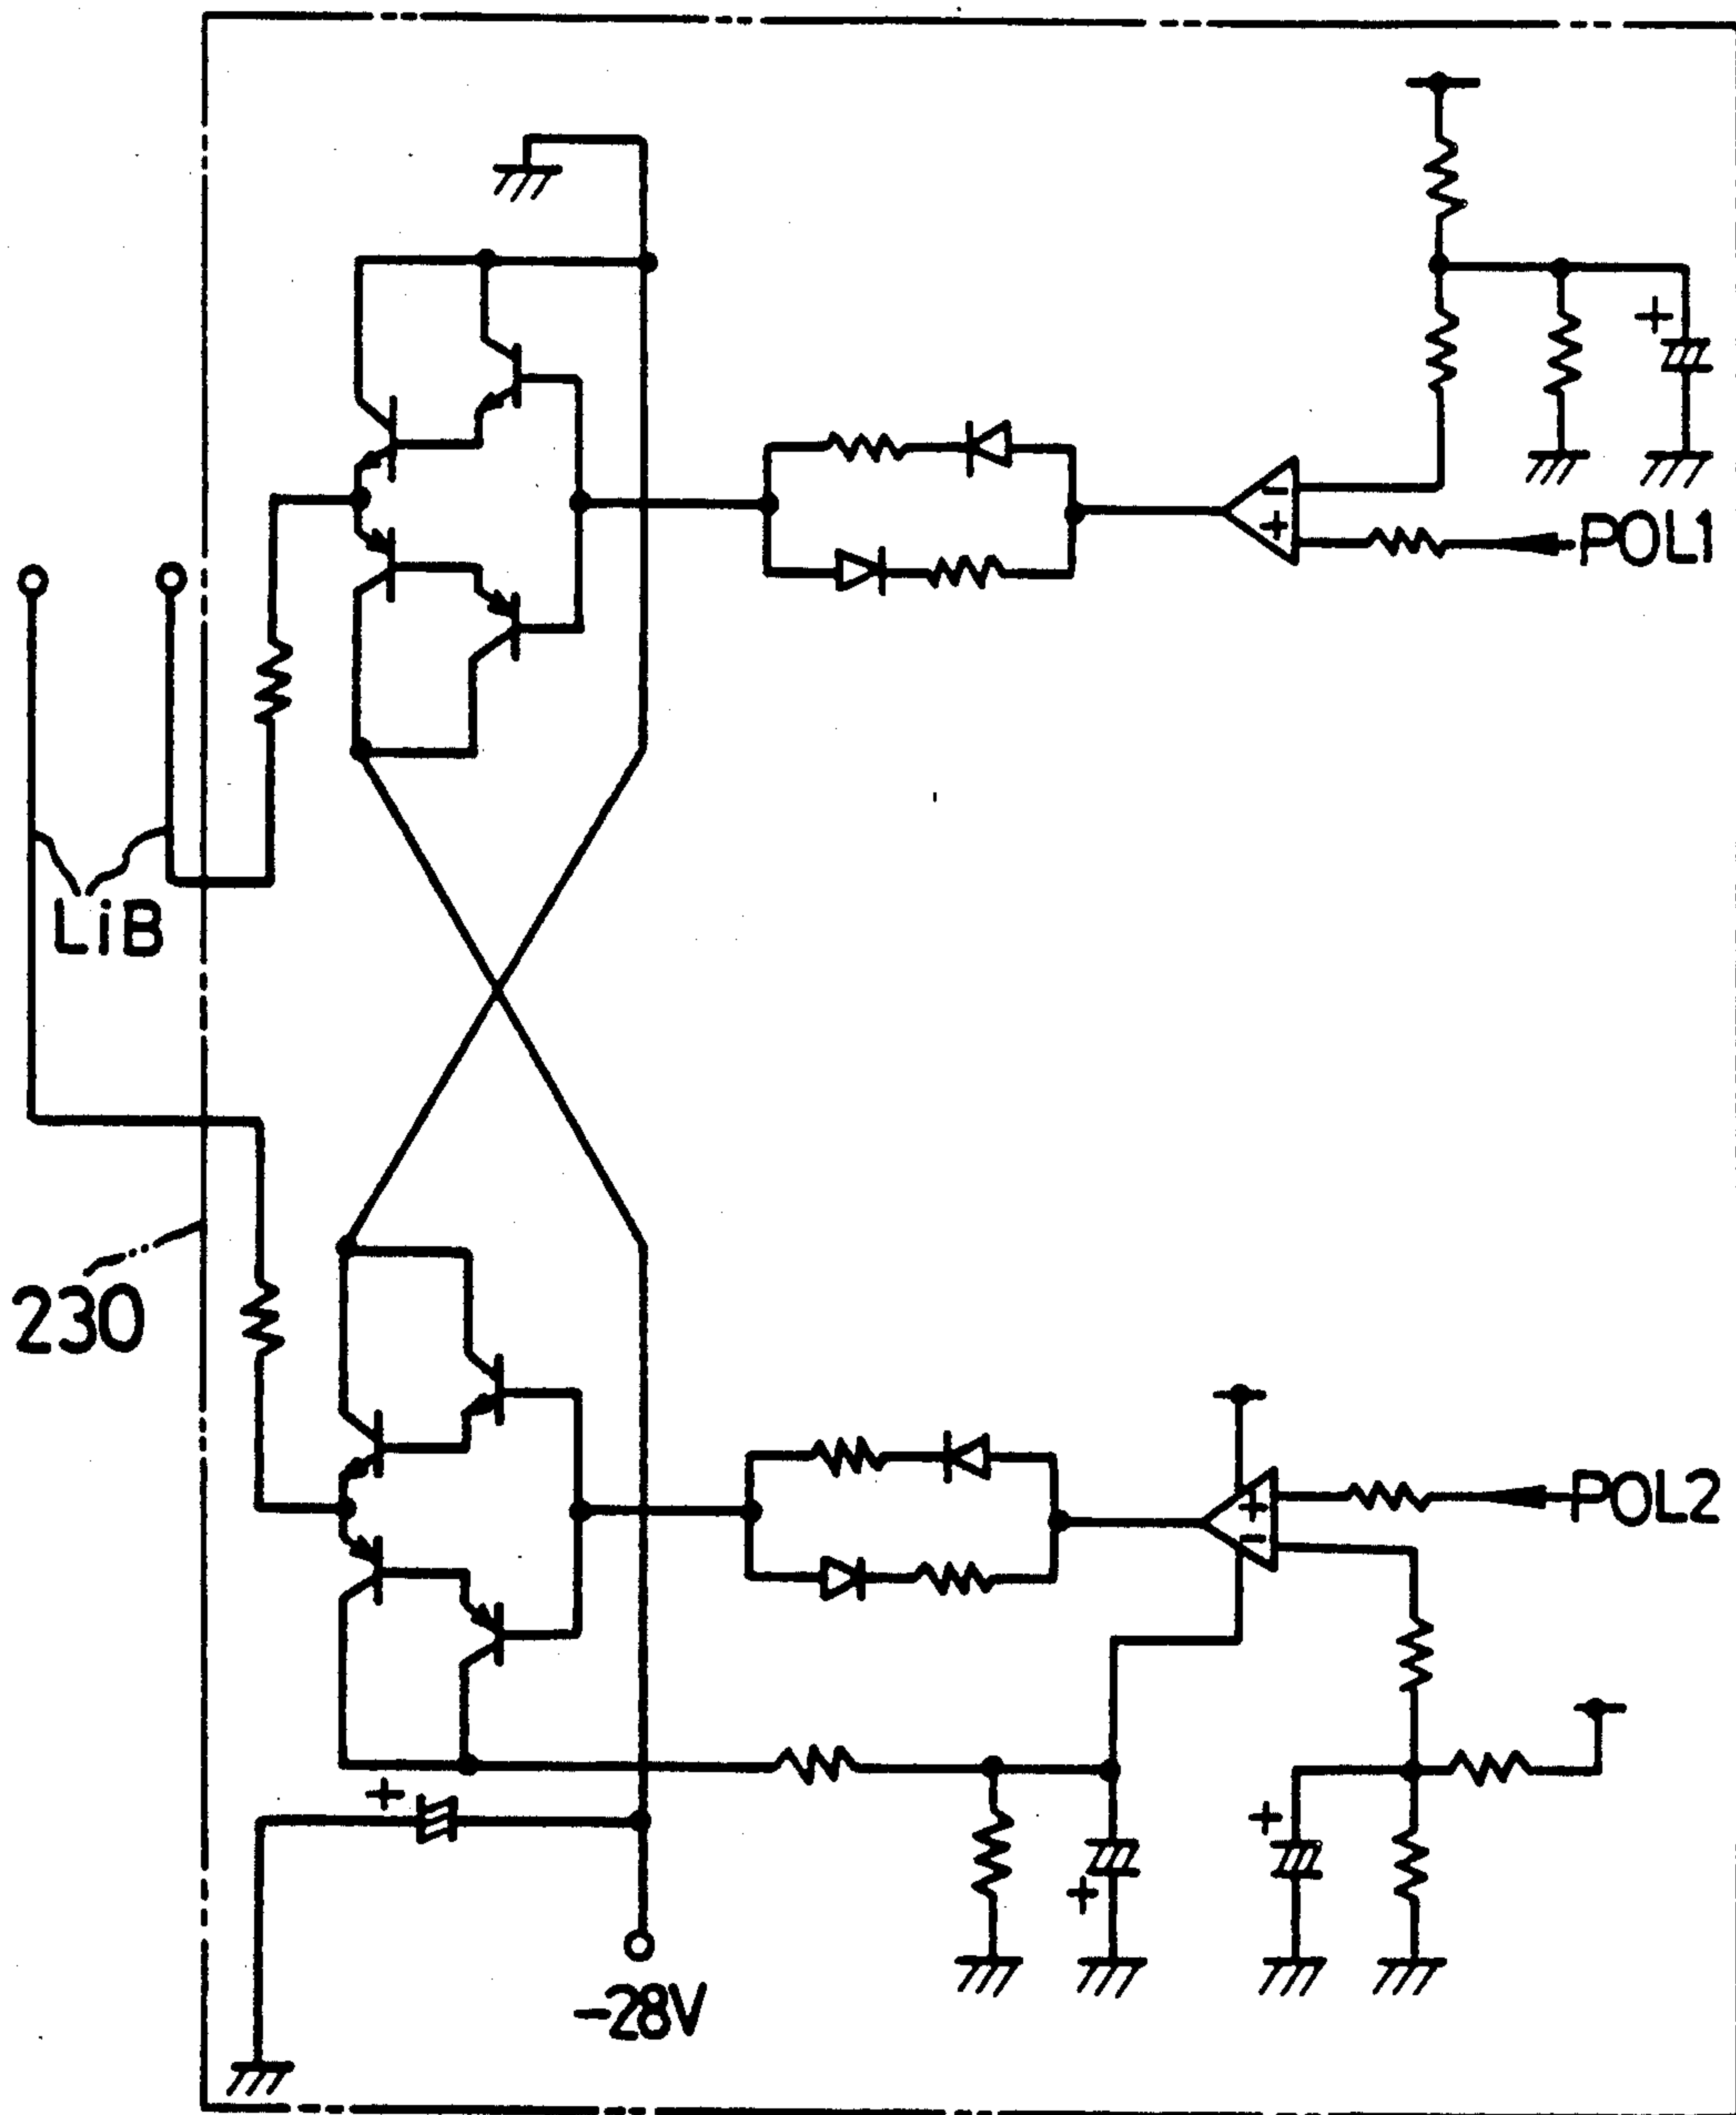 +
-
+
POL1
LiB
230
+
-
POL2
+
+
+
-28V